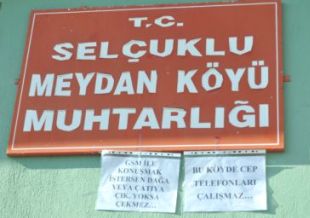 T.C.
SELÇUKLU
MEYDAN KÖYÜ
MUHTARLIĞI
GSM İLE
KONUŞMAK
İSTERSEN DAĞA
VEYA ÇATIYA
ÇIK, YOKSA
ÇEKMEZ...
BU KÖYDE CEP
TELEFONLARI
ÇALIŞMAZ...